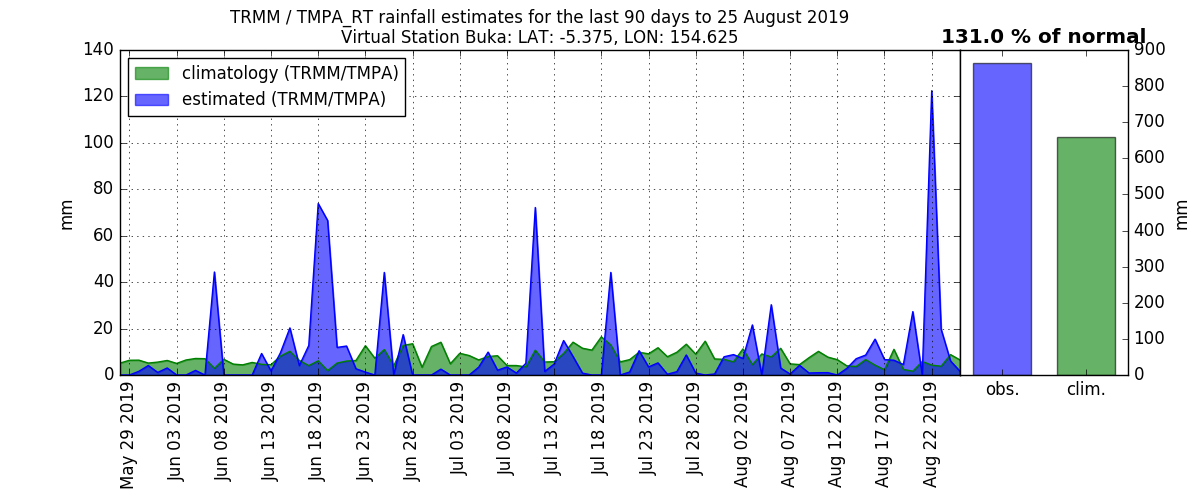 TRMM / TMPA_RT rainfall estimates for the last 90 days to 25 August 2019
Virtual Station Buka: LAT: -5.375, LON: 154.625
131.0 % of normal
climatology (TRMM/TMPA)
estimated (TRMM/TMPA)
140
120
100
80
60
40
20
0
mm
900
800
700
600
500
400
300
200
100
0
mm
May 29 2019
Jun 03 2019
Jun 08 2019
Jun 13 2019
Jun 18 2019
Jun 23 2019
Jun 28 2019
Jul 03 2019
Jul 08 2019
Jul 13 2019
Jul 18 2019
Jul 23 2019
Jul 28 2019
Aug 02 2019
Aug 07 2019
Aug 12 2019
Aug 17 2019
Aug 22 2019
obs.
clim.